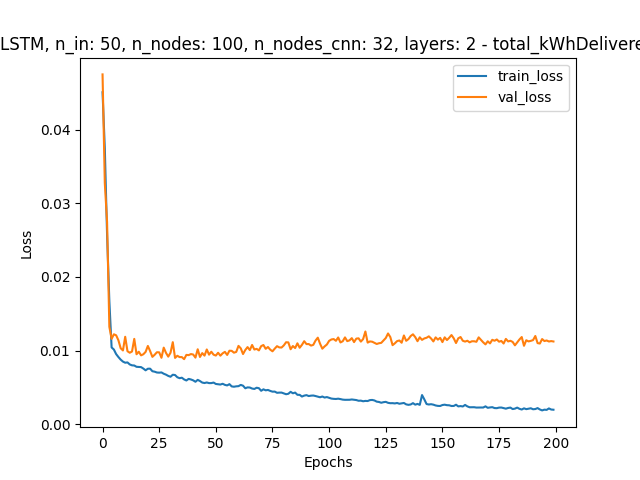 LSTM, n_in: 50, n_nodes: 100, n_nodes_cnn: 32, layers: 2 - total_kWhDelivere
train_loss
val_loss
0.04
0.03
0.02
0.01
0.00
Loss
0 25 50 75 100 125 150 175 200
Epochs